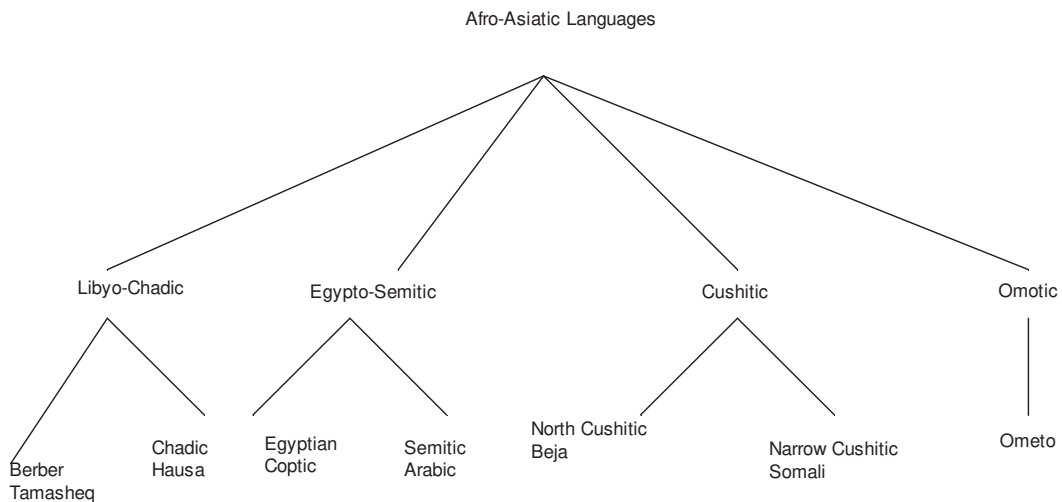 Afro-Asiatic Languages
Libyo-Chadic
Egypto-Semitic
Cushitic
Omotic
Berber
Tamasheq
Chadic
Hausa
Egyptian
Coptic
Semitic
Arabic
North Cushitic
Beja
Narrow Cushitic
Somali
Ometo